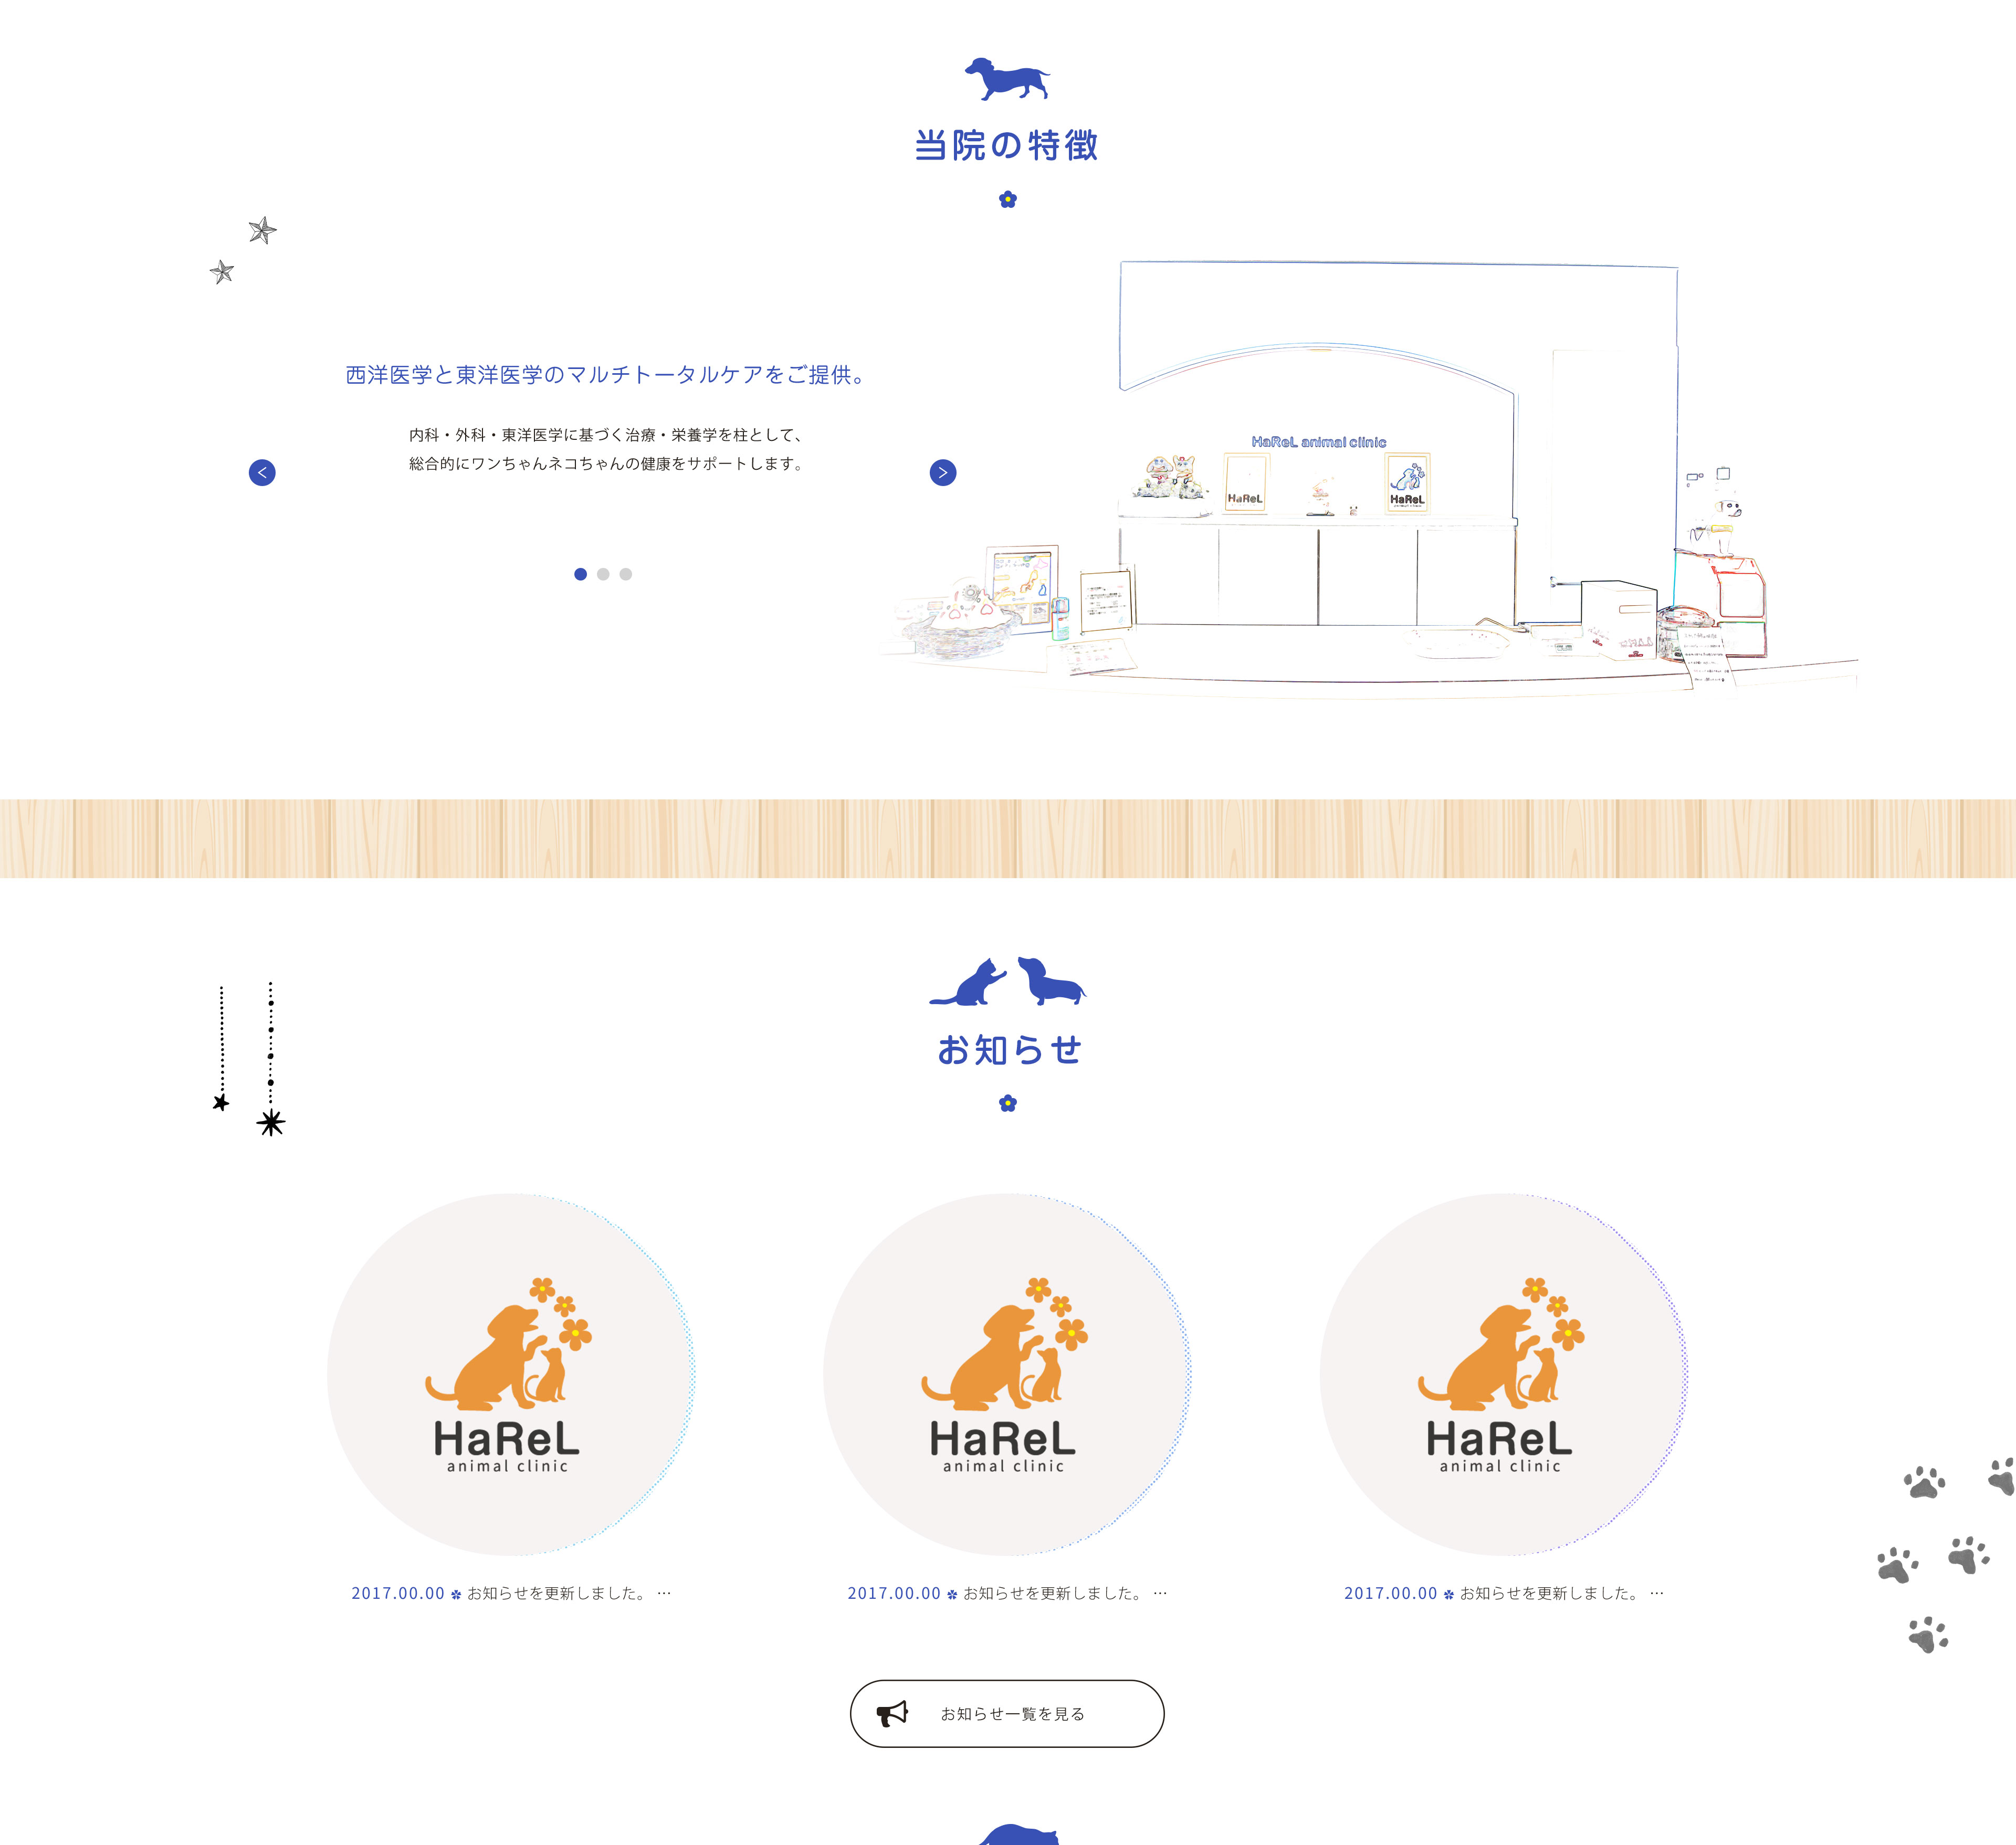 当院の特徴
西洋医学と東洋医学のマルチトータルケアをご提供。
内科・外科・東洋医学に基づく治療・栄養学を柱として、
総合的にワンちゃんネコちゃんの健康をサポートします。
HaReL animal clinic
HaReL
HaReL
お知らせ
HaReL
animal clinic
2017.00.00 お知らせを更新しました。 …
HaReL
animal clinic
2017.00.00 お知らせを更新しました。 …
HaReL
animal clinic
2017.00.00 お知らせを更新しました。 …
お知らせ一覧を見る